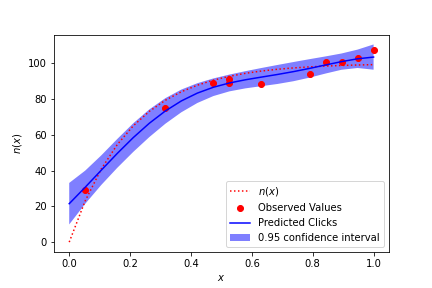 n(x)
100
80
60
40
20
0
n(x)
Observed Values
Predicted Clicks
0.95 confidence interval
0.0 0.2 0.4 0.6 0.8 1.0
x